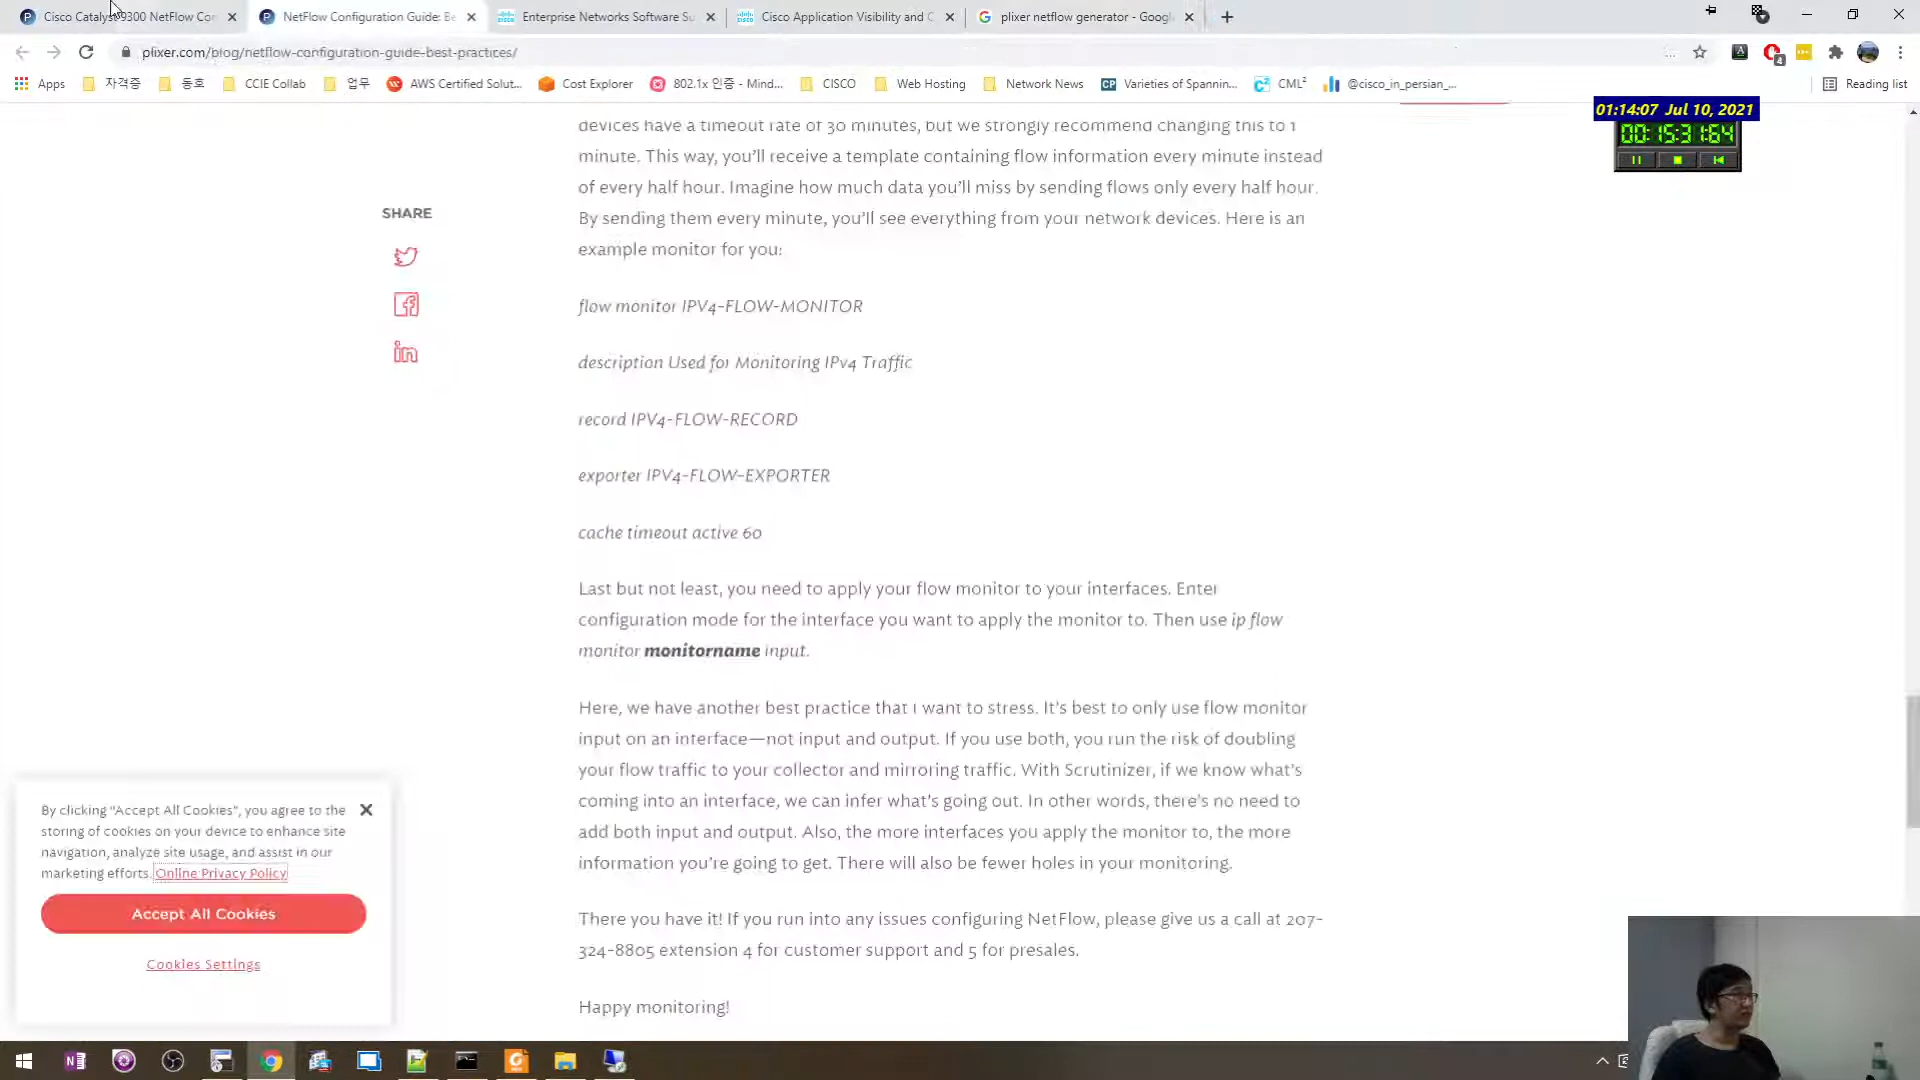 Cisco Catalyst 9300 NetFlow Con
NetFlow Configuration Guide: Be
Enterprise Networks Software Su
Cisco Application Visibility and C
plixer netflow generator - Googl
plixer.com/blog/netflow-configuration-guide-best-practices/
Apps
자격증
동호
CCIE Collab
업무
AWS Certified Solut...
Cost Explorer
802.1x 인증 - Mind...
CISCO
Web Hosting
Network News
Varieties of Spannin...
CML²
@cisco_in_persian_...
Reading list
01:14:07 Jul 10, 2021
00:15:31:64
devices have a timeout rate of 30 minutes, but we strongly recommend changing this to 1
minute. This way, you'll receive a template containing flow information every minute instead
of every half hour. Imagine how much data you'll miss by sending flows only every half hour.
By sending them every minute, you'll see everything from your network devices. Here is an
example monitor for you:
SHARE
flow monitor IPV4-FLOW-MONITOR
description Used for Monitoring IPv4 Traffic
record IPV4-FLOW-RECORD
exporter IPV4-FLOW-EXPORTER
cache timeout active 60
Last but not least, you need to apply your flow monitor to your interfaces. Enter
configuration mode for the interface you want to apply the monitor to. Then use ip flow
monitor monitorname input.
Here, we have another best practice that I want to stress. It's best to only use flow monitor
input on an interface—not input and output. If you use both, you run the risk of doubling
your flow traffic to your collector and mirroring traffic. With Scrutinizer, if we know what's
coming into an interface, we can infer what's going out. In other words, there's no need to
add both input and output. Also, the more interfaces you apply the monitor to, the more
information you're going to get. There will also be fewer holes in your monitoring.
There you have it! If you run into any issues configuring NetFlow, please give us a call at 207-
324-8805 extension 4 for customer support and 5 for presales.
Happy monitoring!
By clicking "Accept All Cookies", you agree to the
storing of cookies on your device to enhance site
navigation, analyze site usage, and assist in our
marketing efforts. Online Privacy Policy
Accept All Cookies
Cookies Settings